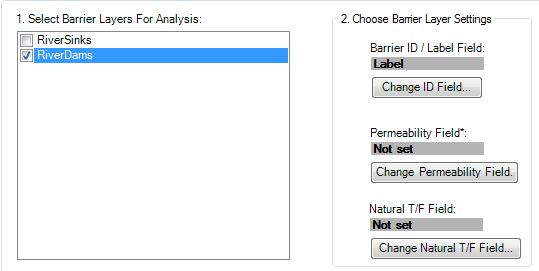 1. Select Barrier Layers For Analysis:
RiverSinks
RiverDams
2. Choose Barrier Layer Settings
Barrier ID / Label Field:
Label
Change ID Field...
Permeability Field*:
Not set
Change Permeability Field.
Natural T/F Field:
Not set
Change Natural T/F Field...